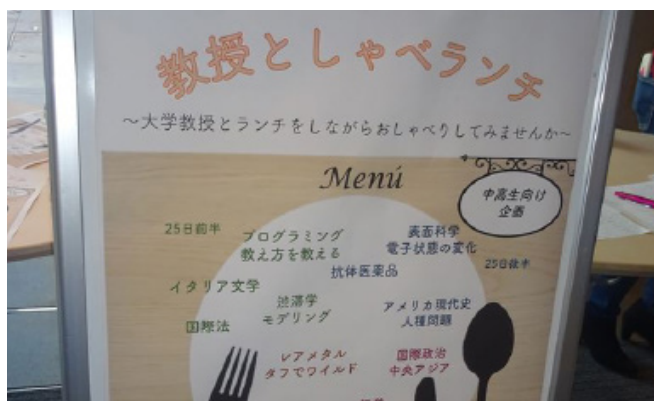 教授としゃべランチ
～大学教授とランチをしながらおしゃべりしてみませんか～
Menú
中高生向け
企画
25日前半
プログラミング
教え方を教える
表面科学
電子状態の変化
抗体医薬品
25日後半
イタリア文学
渋滞学
モデリング
アメリカ現代史
人種問題
国際法
レアメタル
タフでワイルド
国際政治
中央アジア